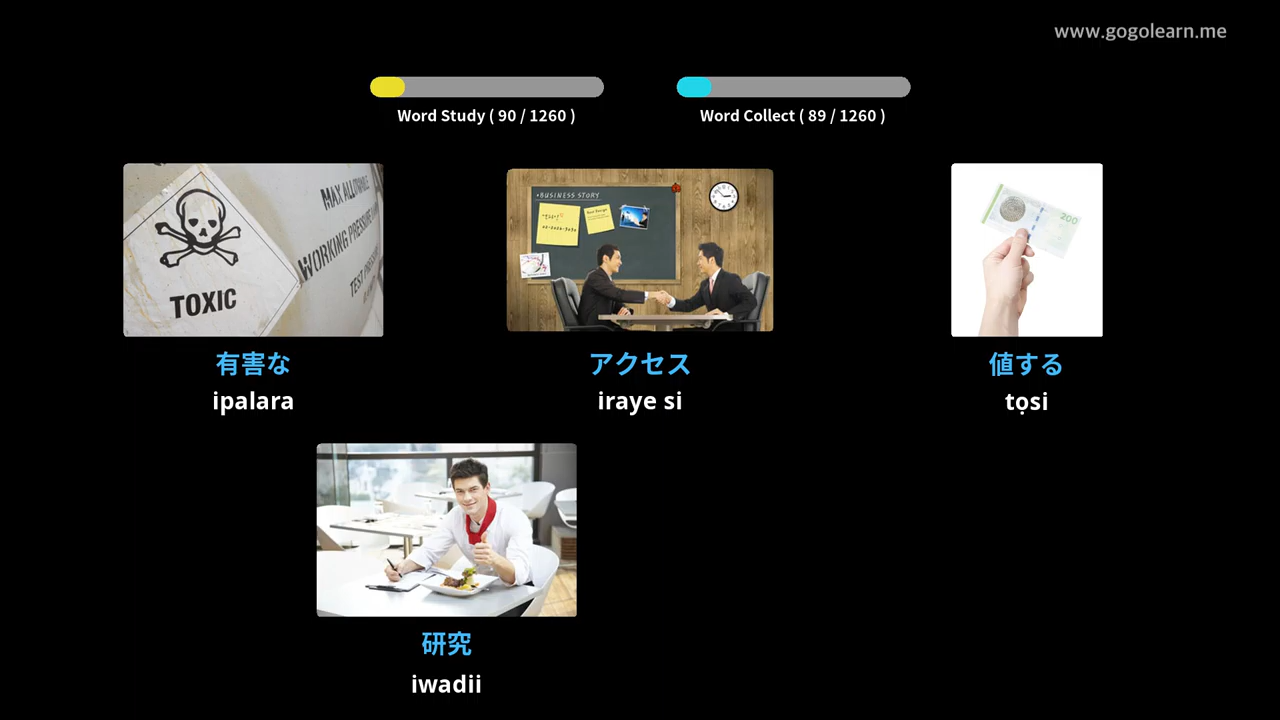 www.gogolearn.me
Word Study ( 90 / 1260 )
Word Collect ( 89 / 1260 )
TOXIC
MAX ALLOWABLE
WORKING PRESSURE
TEST
BUSINESS STORY
200
有害な
ipalara
アクセス
iraye si
値する
tọsi
研究
iwadii